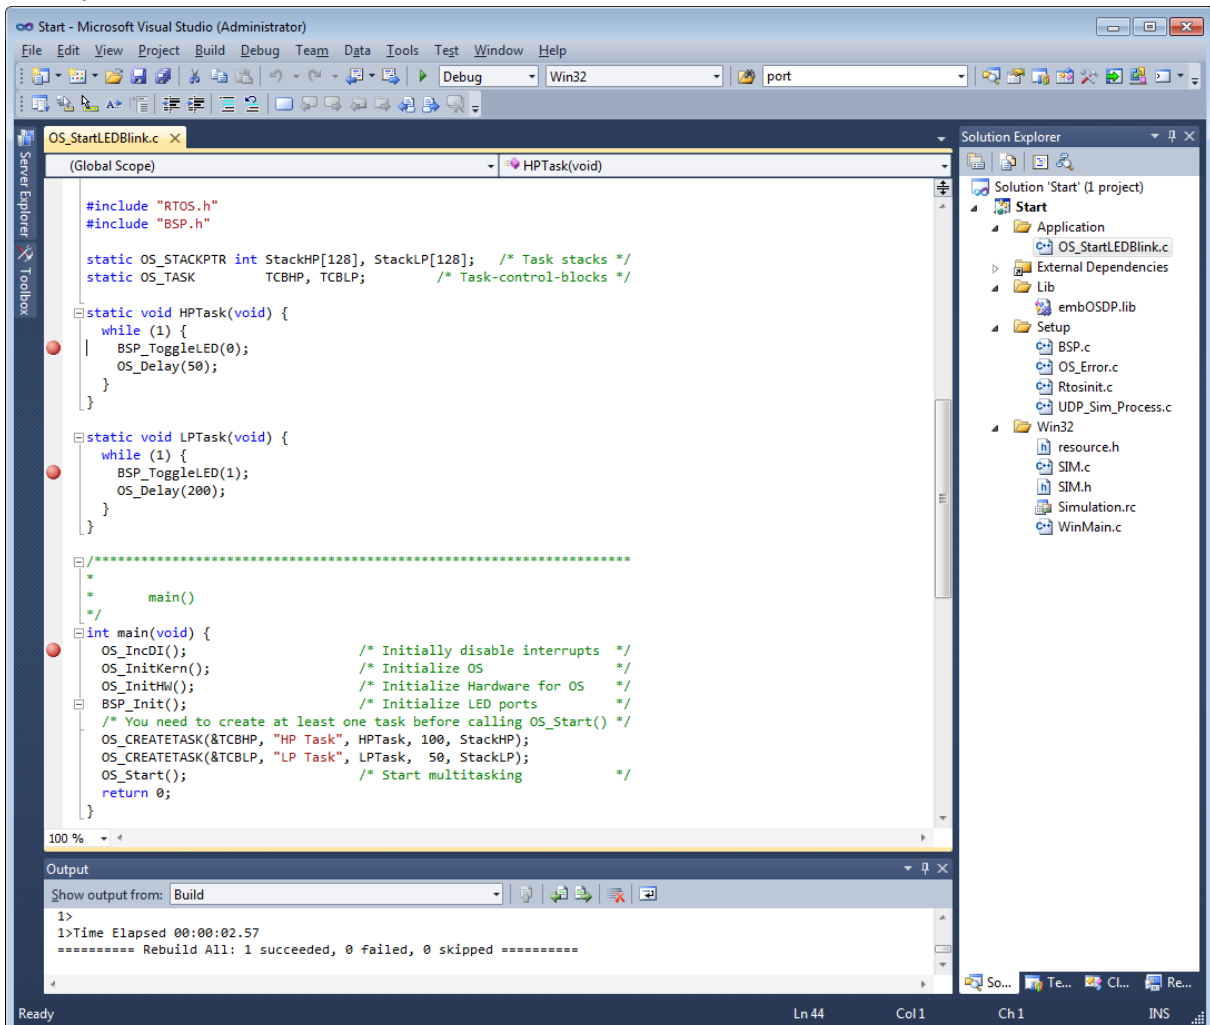 Start - Microsoft Visual Studio (Administrator)
File Edit View Project Build Debug Team Data Tools Test Window Help
Debug Win32 port
Server Explorer
Toolbox
OS_StartLEDBlink.c
(Global Scope) HPTask(void)
#include "RTOS.h"
#include "BSP.h"
static OS_STACKPTR int StackHP[128], StackLP[128];   /* Task stacks */
static OS_TASK         TCBHP, TCBLP;         /* Task-control-blocks */
static void HPTask(void) {
  while (1) {
    BSP_ToggleLED(0);
    OS_Delay(50);
  }
}
static void LPTask(void) {
  while (1) {
    BSP_ToggleLED(1);
    OS_Delay(200);
  }
}
/*********************************************************************
*
*       main()
*/
int main(void) {
  OS_IncDI();                      /* Initially disable interrupts  */
  OS_InitKern();                   /* Initialize OS                 */
  OS_InitHW();                     /* Initialize Hardware for OS    */
  BSP_Init();                      /* Initialize LED ports          */
  /* You need to create at least one task before calling OS_Start() */
  OS_CREATETASK(&TCBHP, "HP Task", HPTask, 100, StackHP);
  OS_CREATETASK(&TCBLP, "LP Task", LPTask,  50, StackLP);
  OS_Start();                      /* Start multitasking            */
  return 0;
}
100 %
Output
Show output from: Build
1>
1>Time Elapsed 00:00:02.57
========== Rebuild All: 1 succeeded, 0 failed, 0 skipped ==========
Solution Explorer
Solution 'Start' (1 project)
Start
Application
OS_StartLEDBlink.c
External Dependencies
Lib
embOSDP.lib
Setup
BSP.c
OS_Error.c
Rtosinit.c
UDP_Sim_Process.c
Win32
resource.h
SIM.c
SIM.h
Simulation.rc
WinMain.c
So... Te... Cl... Re...
Ready Ln 44 Col 1 Ch 1 INS